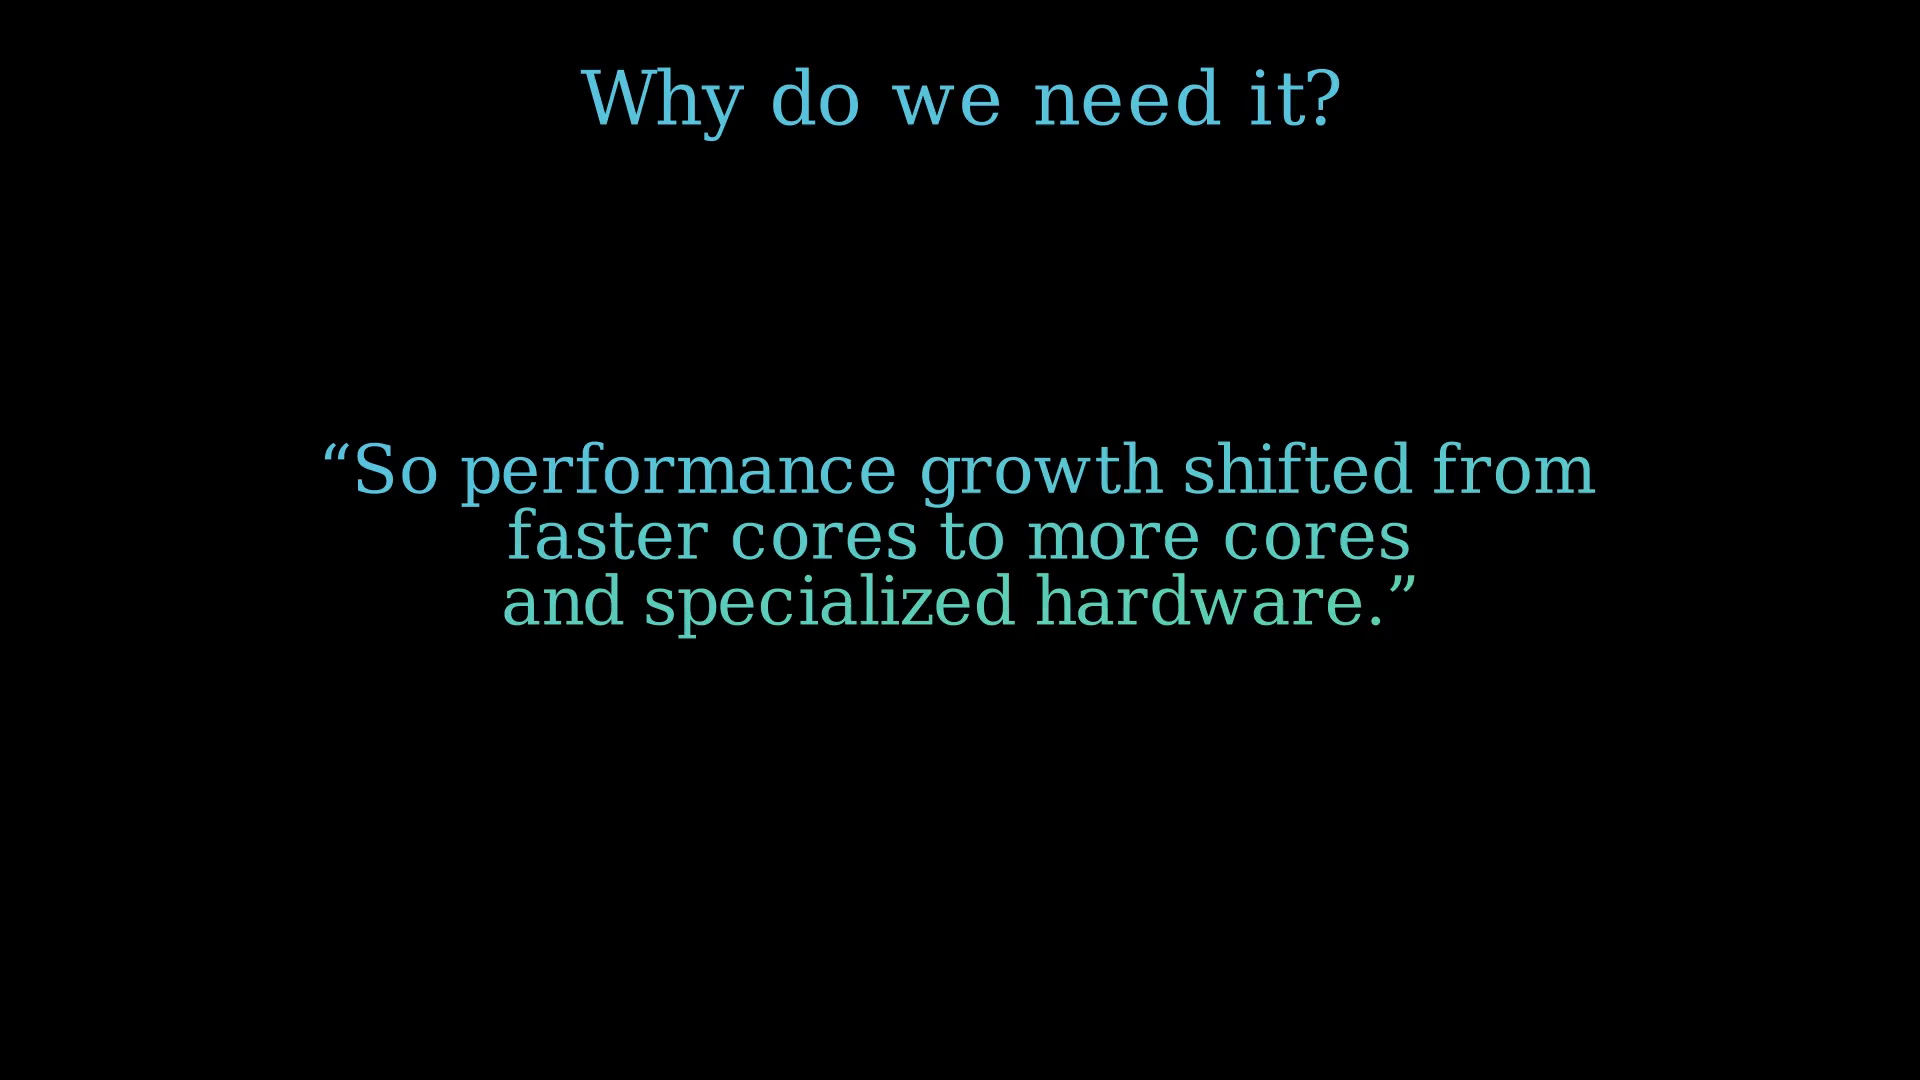 Why do we need it?
“So performance growth shifted from
faster cores to more cores
and specialized hardware.”